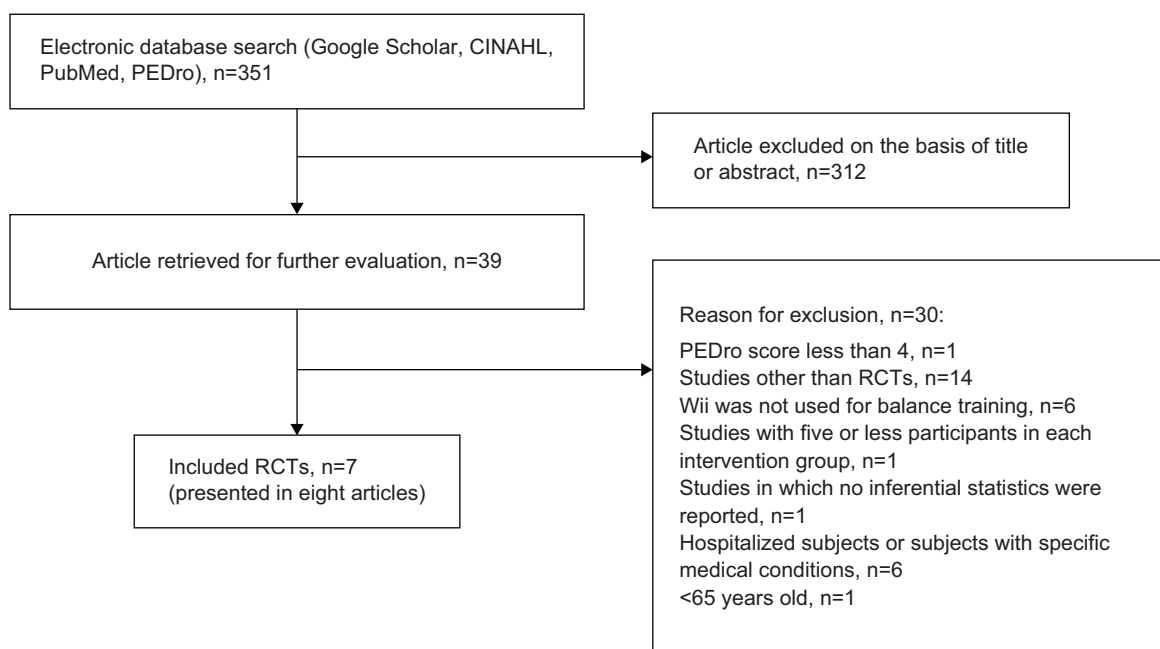 Electronic database search (Google Scholar, CINAHL,
PubMed, PEDro), n=351
Article excluded on the basis of title
or abstract, n=312
Article retrieved for further evaluation, n=39
Reason for exclusion, n=30:
PEDro score less than 4, n=1
Studies other than RCTs, n=14
Wii was not used for balance training, n=6
Studies with five or less participants in each
intervention group, n=1
Studies in which no inferential statistics were
reported, n=1
Hospitalized subjects or subjects with specific
medical conditions, n=6
<65 years old, n=1
Included RCTs, n=7
(presented in eight articles)